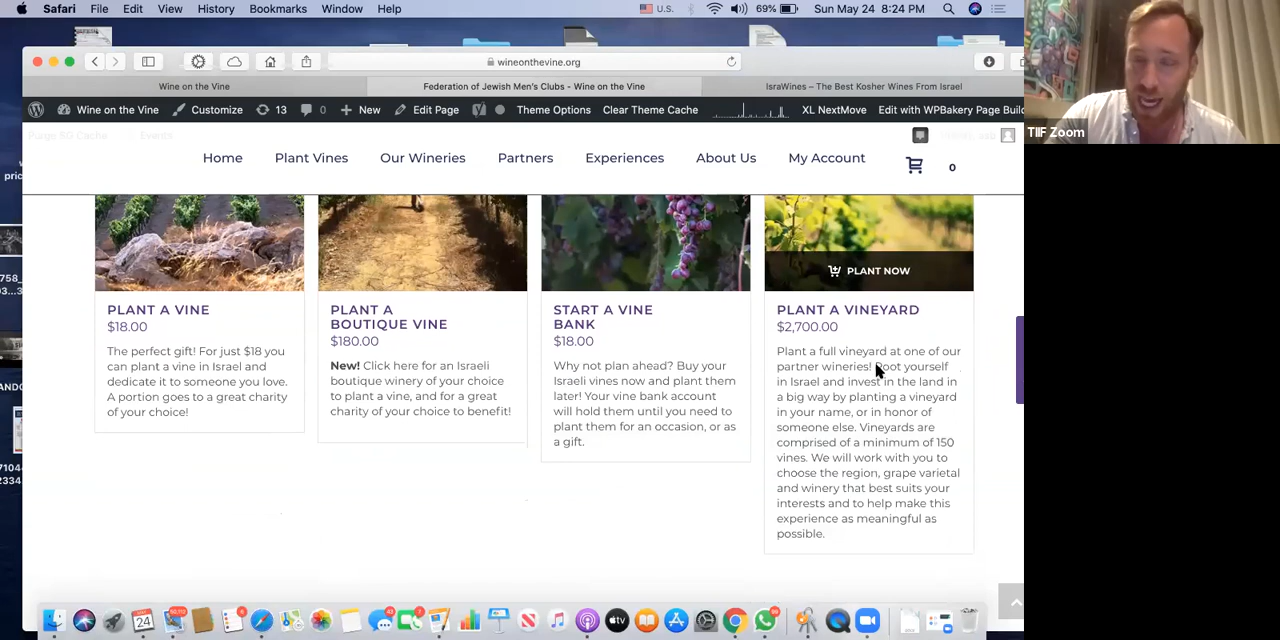 Safari File Edit View History Bookmarks Window Help U.S. 69% Sun May 24 8:24 PM
wineonthevine.org
Wine on the Vine Federation of Jewish Men's Clubs - Wine on the Vine IsraWines – The Best Kosher Wines From Israel
Wine on the Vine Customize 13 0 New Edit Page Theme Options Clear Theme Cache XL NextMove Edit with WPBakery Page Build
Purge SG Cache Events
TIIF Zoom
Home Plant Vines Our Wineries Partners Experiences About Us My Account 0
PLANT NOW
PLANT A VINE
$18.00
The perfect gift! For just $18 you
can plant a vine in Israel and
dedicate it to someone you love.
A portion goes to a great charity
of your choice!
PLANT A
BOUTIQUE VINE
$180.00
New! Click here for an Israeli
boutique winery of your choice
to plant a vine, and for a great
charity of your choice to benefit!
START A VINE
BANK
$18.00
Why not plan ahead? Buy your
Israeli vines now and plant them
later! Your vine bank account
will hold them until you need to
plant them for an occasion, or as
a gift.
PLANT A VINEYARD
$2,700.00
Plant a full vineyard at one of our
partner wineries! Root yourself
in Israel and invest in the land in
a big way by planting a vineyard
in your name, or in honor of
someone else. Vineyards are
comprised of a minimum of 150
vines. We will work with you to
choose the region, grape varietal
and winery that best suits your
interests and to help make this
experience as meaningful as
possible.